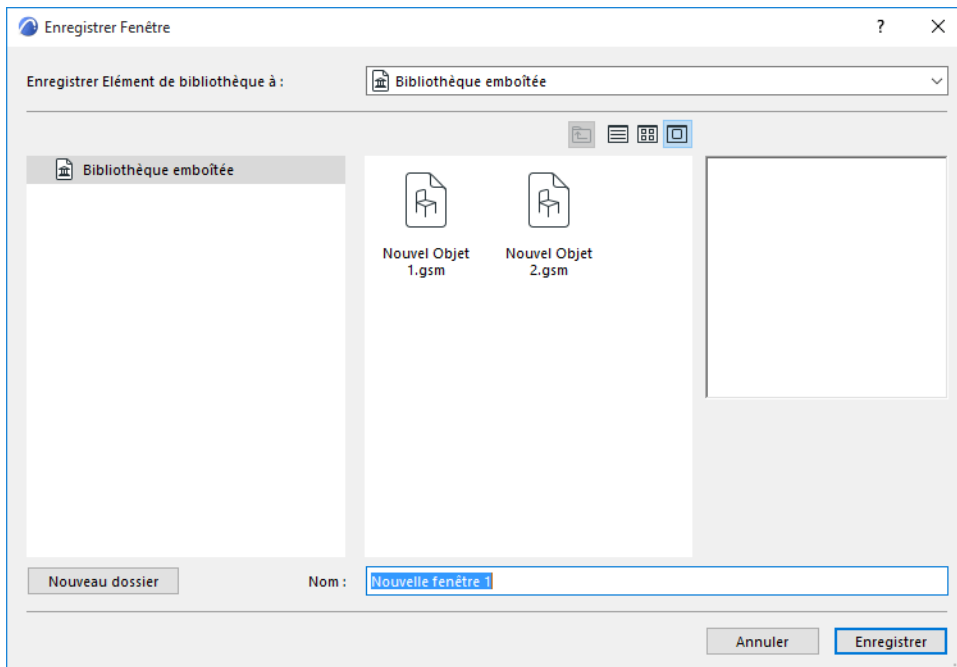 Enregistrer Fenêtre
?
Enregistrer Elément de bibliothèque à :
Bibliothèque emboîtée
Bibliothèque emboîtée
Nouvel Objet
1.gsm
Nouvel Objet
2.gsm
Nouveau dossier
Nom :
Nouvelle fenêtre 1
Annuler
Enregistrer